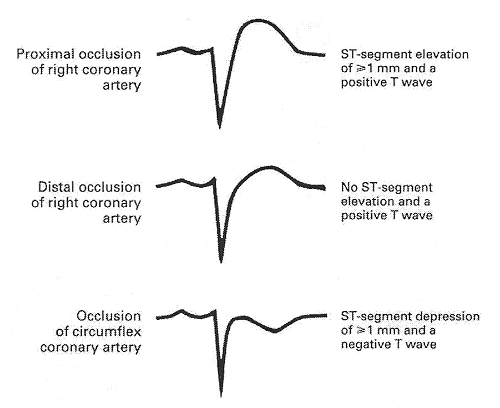 Proximal occlusion
of right coronary
artery
ST-segment elevation
of ⩾1 mm and a
positive T wave
Distal occlusion
of right coronary
artery
No ST-segment
elevation and a
positive T wave
Occlusion
of circumflex
coronary artery
ST-segment depression
of ⩾1 mm and a
negative T wave